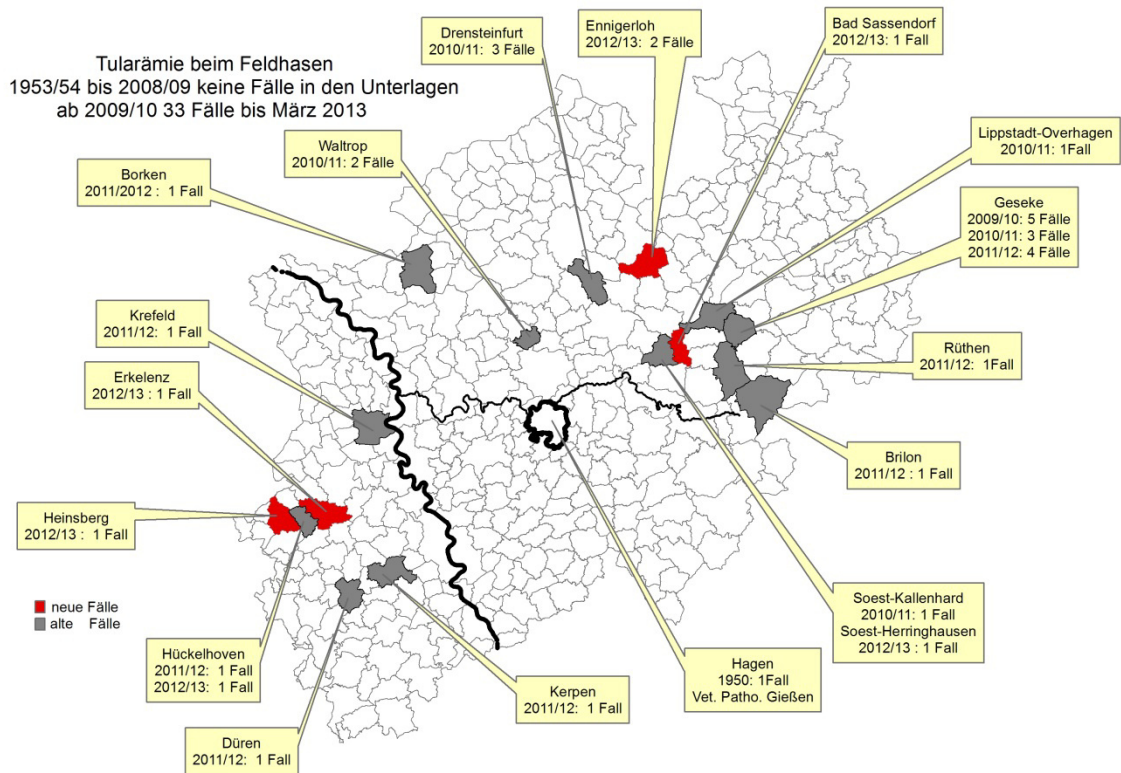 Tularämie beim Feldhasen
1953/54 bis 2008/09 keine Fälle in den Unterlagen
ab 2009/10 33 Fälle bis März 2013
Drensteinfurt
2010/11: 3 Fälle
Ennigerloh
2012/13: 2 Fälle
Bad Sassendorf
2012/13: 1 Fall
Waltrop
2010/11: 2 Fälle
Lippstadt-Overhagen
2010/11: 1Fall
Borken
2011/2012 : 1 Fall
Geseke
2009/10: 5 Fälle
2010/11: 3 Fälle
2011/12: 4 Fälle
Krefeld
2011/12: 1 Fall
Rüthen
2011/12: 1Fall
Erkelenz
2012/13 : 1 Fall
Brilon
2011/12 : 1 Fall
Heinsberg
2012/13 : 1 Fall
neue Fälle
alte Fälle
Soest-Kallenhard
2010/11: 1 Fall
Soest-Herringhausen
2012/13 : 1 Fall
Hückelhoven
2011/12: 1 Fall
2012/13: 1 Fall
Hagen
1950: 1Fall
Vet. Patho. Gießen
Kerpen
2011/12: 1 Fall
Düren
2011/12: 1 Fall